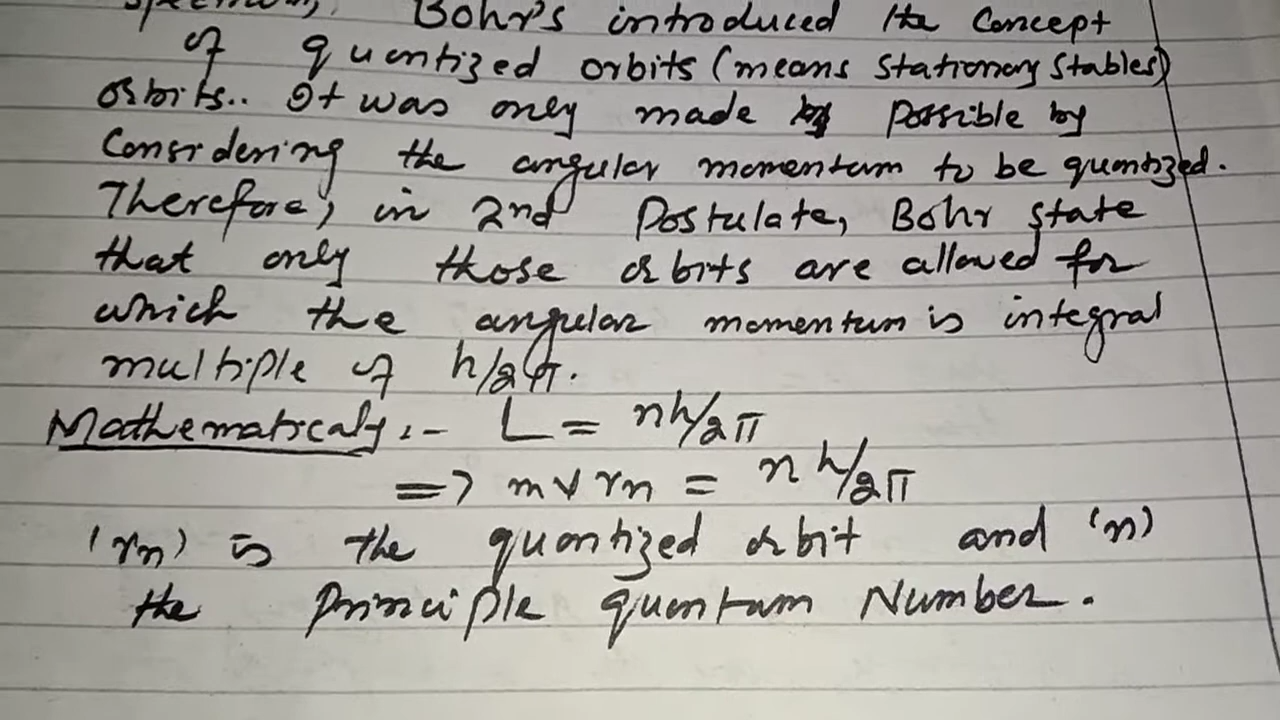 Bohr's introduced the Concept
of quantized orbits (means Stationary Stables)
orbits.. It was only made by possible by
Considering the angular momentum to be quantized.
Therefore, in 2nd Postulate, Bohr state
that only those orbits are allowed for
which the angular momentum is integral
multiple of h/2π.
Mathematicaly :- L = nh/2π
=> m v rn = n h/2π
'rn' is the quantized orbit and 'n'
the Principle quantum Number.